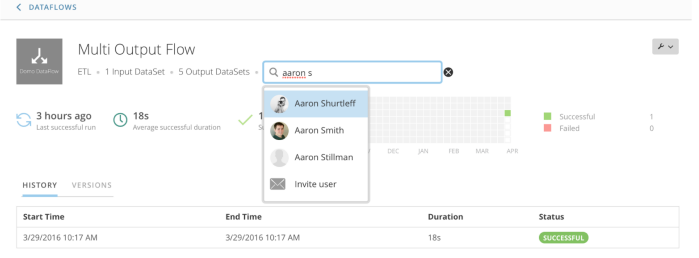 DATAFLOWS
Multi Output Flow
Demo DataFlow
ETL • 1 Input DataSet • 5 Output DataSets •
aaron s
Aaron Shurtleff
Aaron Smith
Aaron Stillman
Invite user
3 hours ago
Last successful run
18s
Average successful duration
DEC JAN FEB MAR APR
Successful 1
Failed 0
HISTORY VERSIONS
Start Time End Time Duration Status
3/29/2016 10:17 AM 3/29/2016 10:17 AM 18s SUCCESSFUL